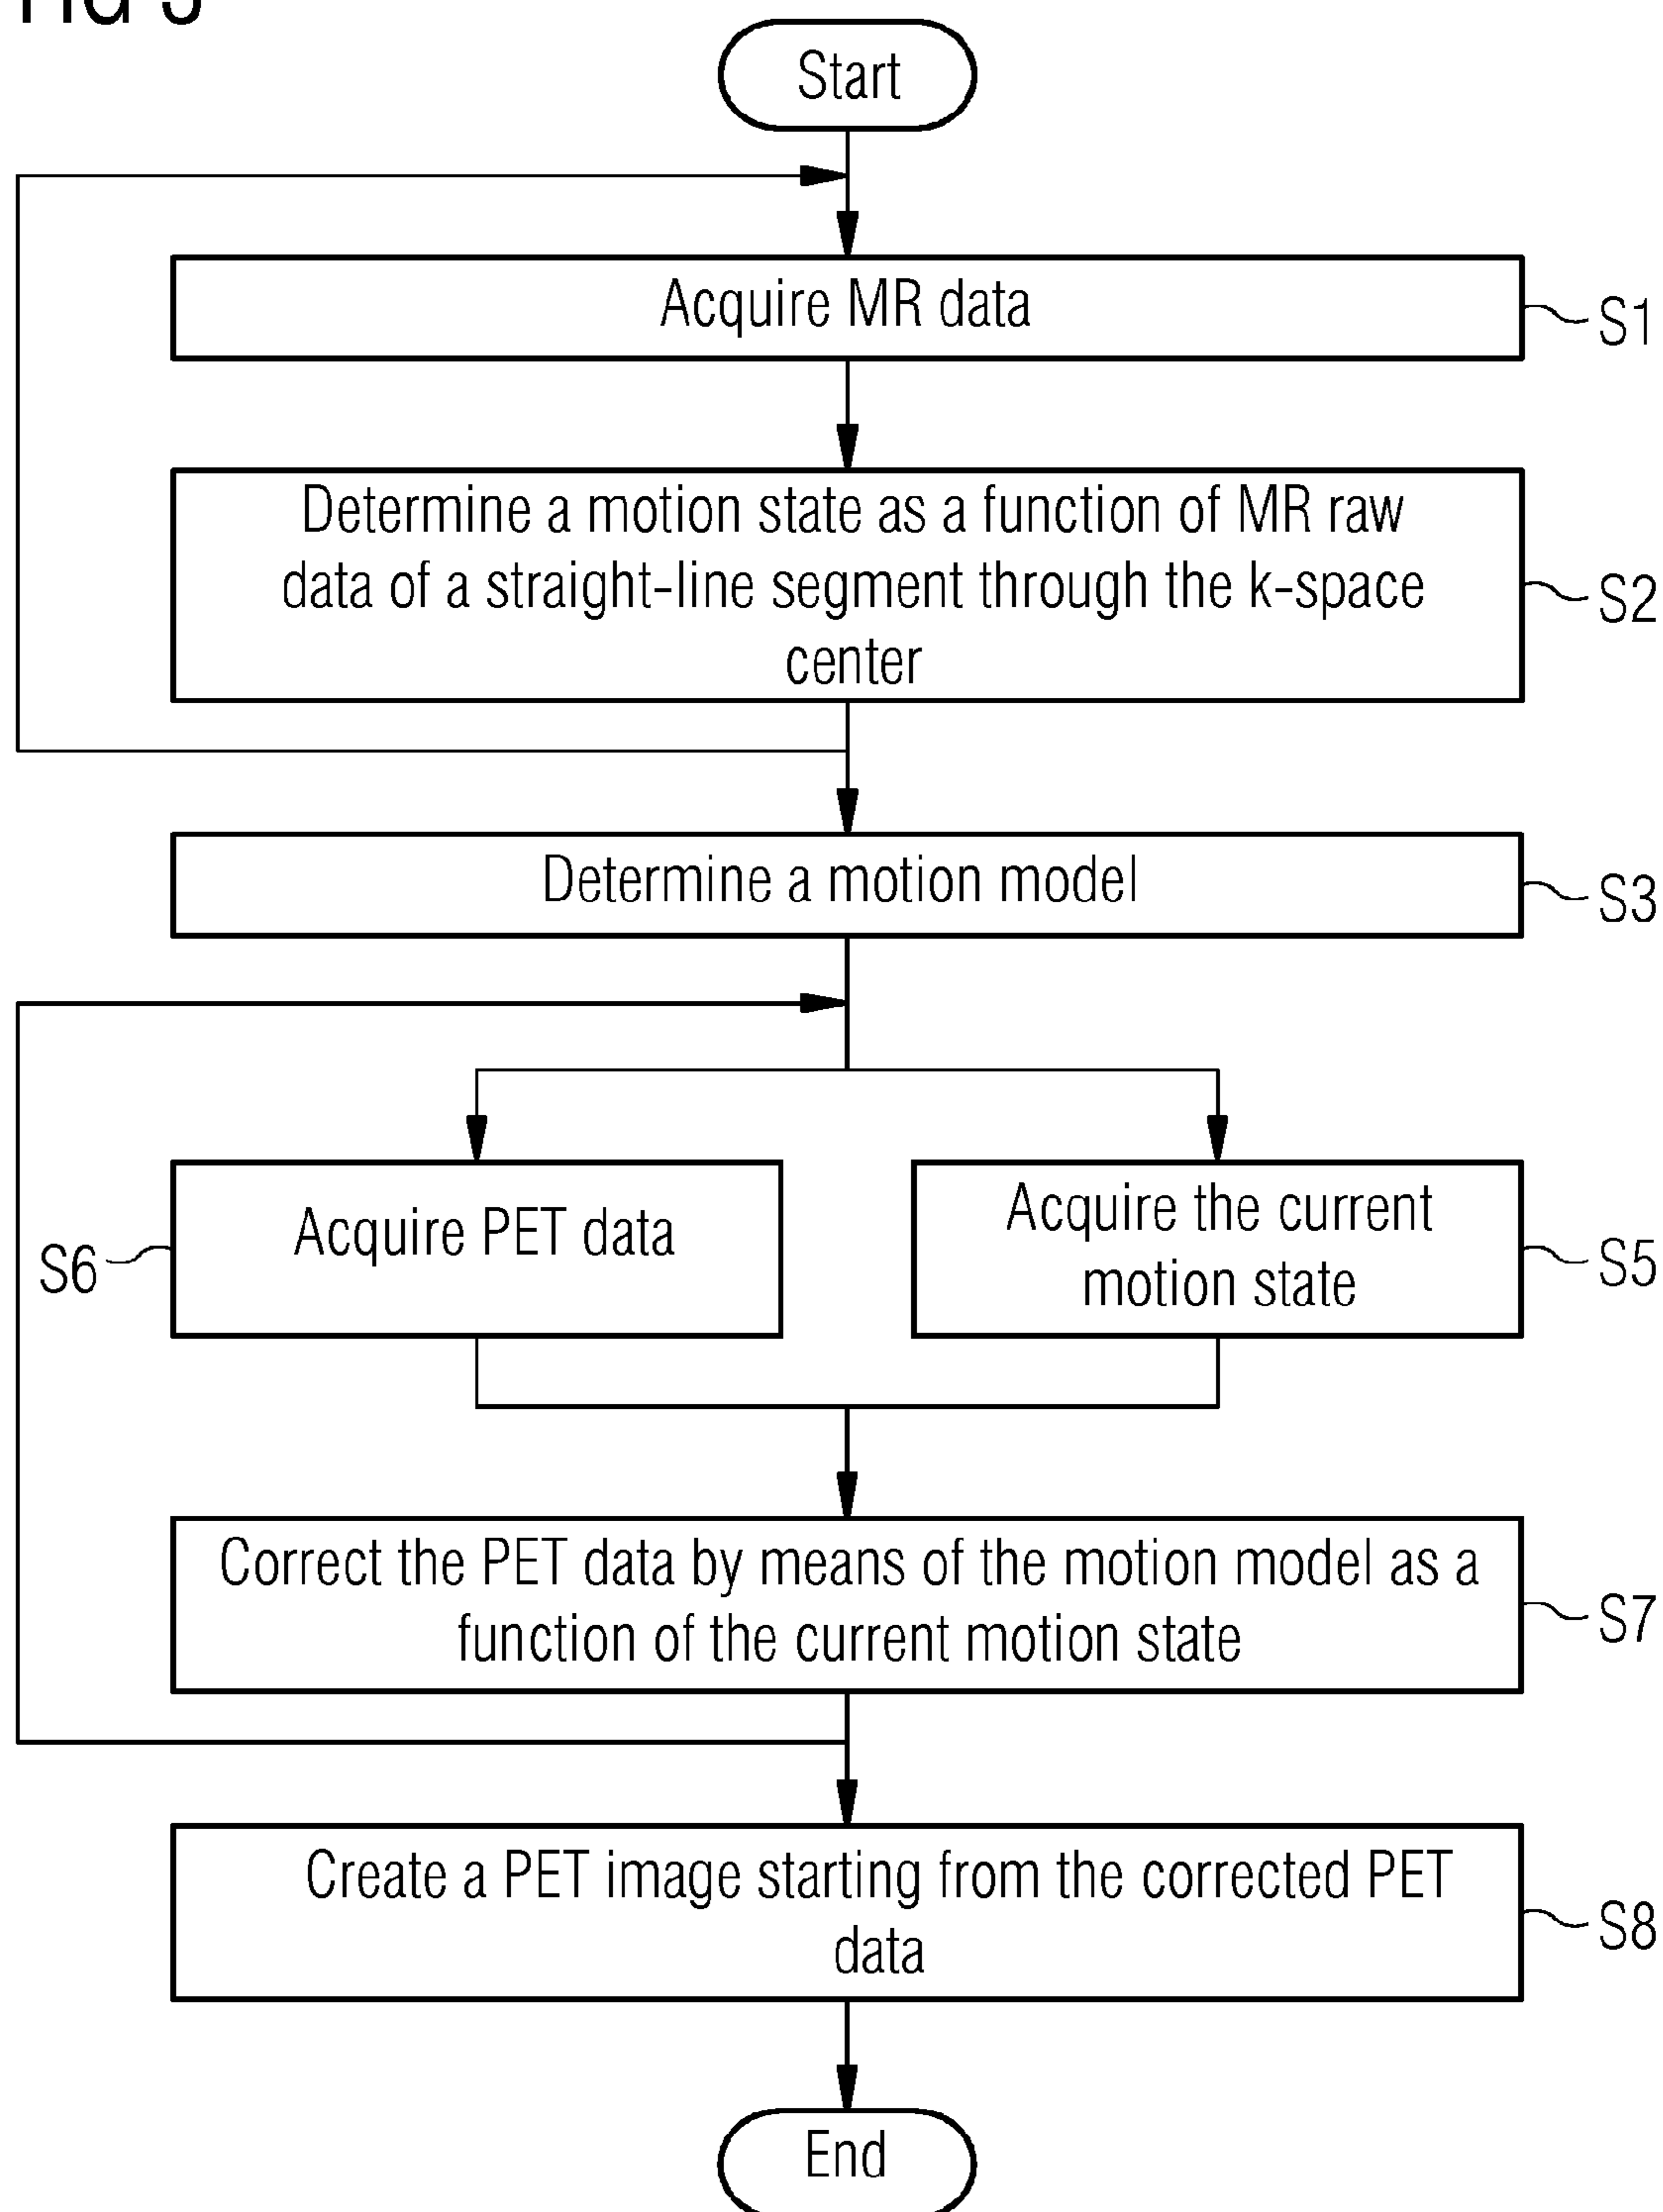 Start
Acquire MR data
S1
Determine a motion state as a function of MR raw
data of a straight-line segment through the k-space
center
S2
Determine a motion model
S3
Acquire PET data
S6
Acquire the current
motion state
S5
Correct the PET data by means of the motion model as a
function of the current motion state
S7
Create a PET image starting from the corrected PET
data
S8
End